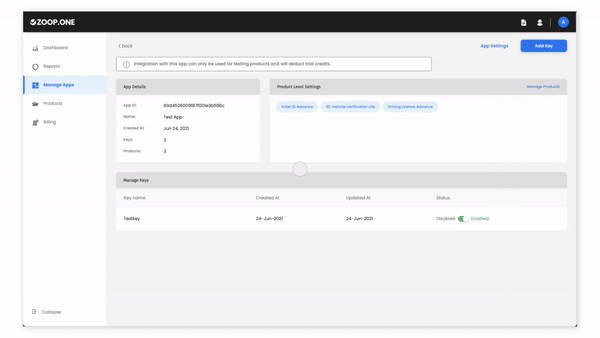 ZOOP.ONE
A
Dashboard
Reports
Manage Apps
Products
Billing
Collapse
back
App Settings
Add Key
Integration with this app can only be used for testing products and will deduct trial credits.
App Details
App ID:
Name: Test App
Created At: Jun 24, 2021
Keys: 2
Products: 3
Product Level Settings
Manage Products
Voter ID Advance
RC Vehicle Verification Lite
Driving License Advance
Manage Keys
Key name Created At Updated At Status
Testkey 24-Jun-2021 24-Jun-2021 Disabled Enabled